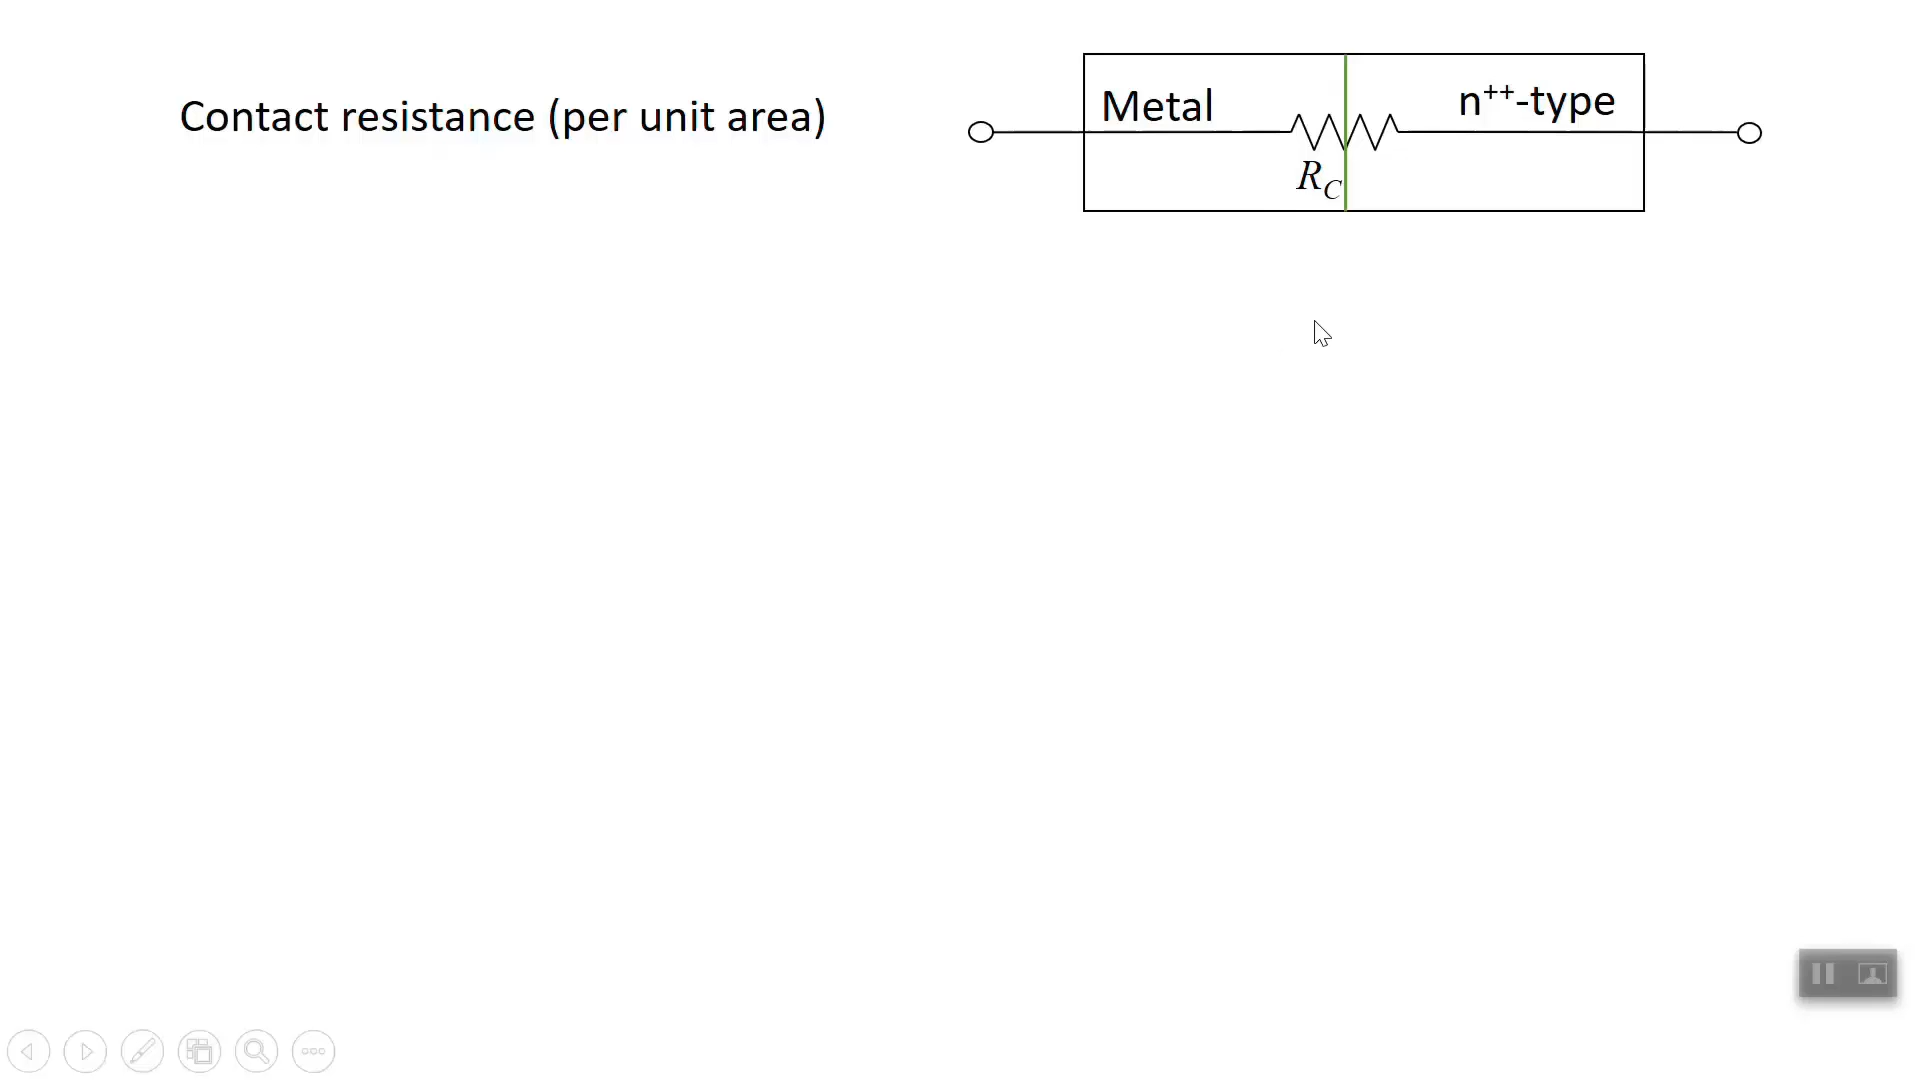 Contact resistance (per unit area)
Metal
n⁺⁺-type
R_C